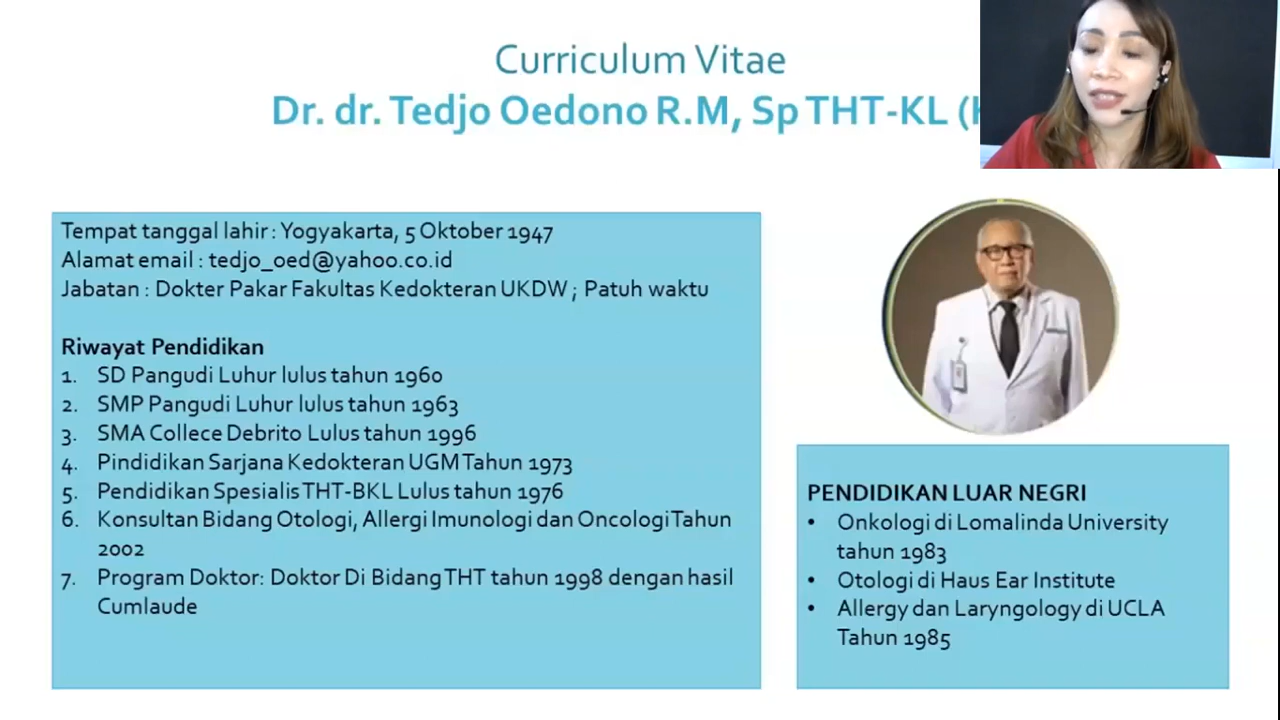 Curriculum Vitae
Dr. dr. Tedjo Oedono R.M, Sp THT-KL (
Tempat tanggal lahir : Yogyakarta, 5 Oktober 1947
Alamat email : tedjo_oed@yahoo.co.id
Jabatan : Dokter Pakar Fakultas Kedokteran UKDW ; Patuh waktu
Riwayat Pendidikan
1. SD Pangudi Luhur lulus tahun 1960
2. SMP Pangudi Luhur lulus tahun 1963
3. SMA Collece Debrito Lulus tahun 1996
4. Pindidikan Sarjana Kedokteran UGM Tahun 1973
5. Pendidikan Spesialis THT-BKL Lulus tahun 1976
6. Konsultan Bidang Otologi, Allergi Imunologi dan Oncologi Tahun
2002
7. Program Doktor: Doktor Di Bidang THT tahun 1998 dengan hasil
Cumlaude
PENDIDIKAN LUAR NEGRI
• Onkologi di Lomalinda University
tahun 1983
• Otologi di Haus Ear Institute
• Allergy dan Laryngology di UCLA
Tahun 1985